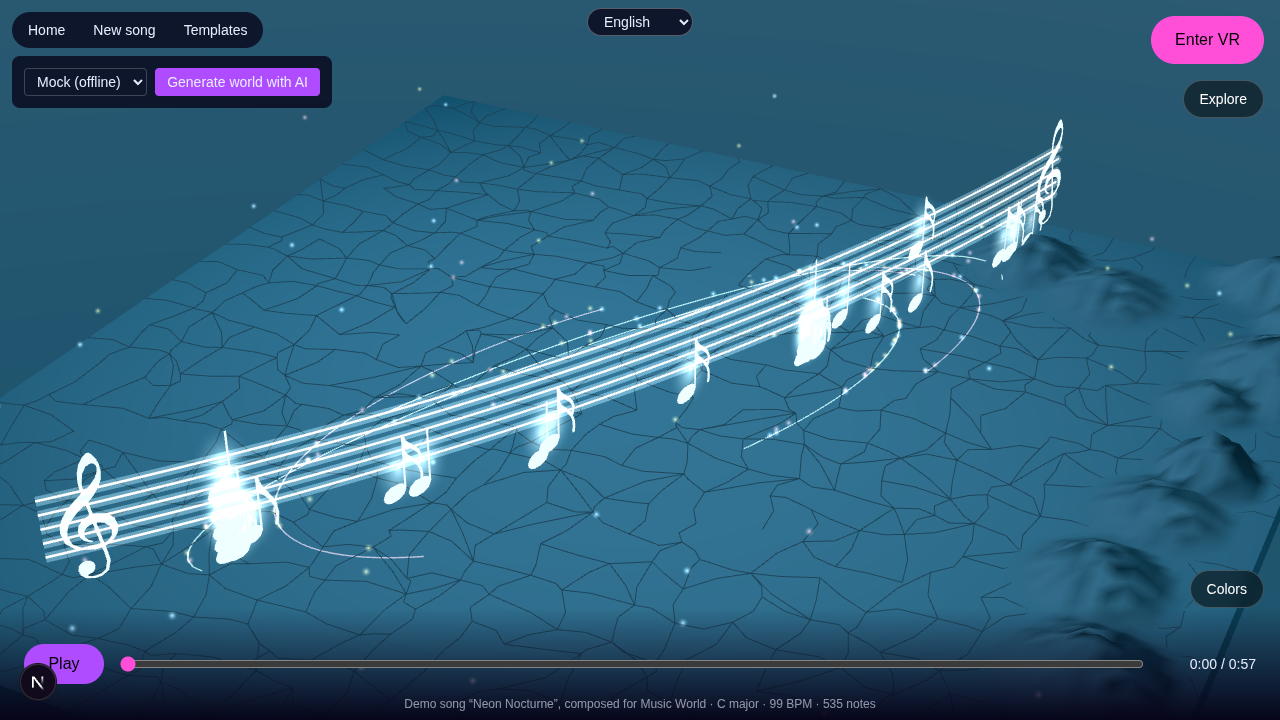 Home New song Templates
English
Enter VR
Mock (offline) Generate world with AI
Explore
Colors
Play
0:00 / 0:57
N
Demo song “Neon Nocturne”, composed for Music World · C major · 99 BPM · 535 notes